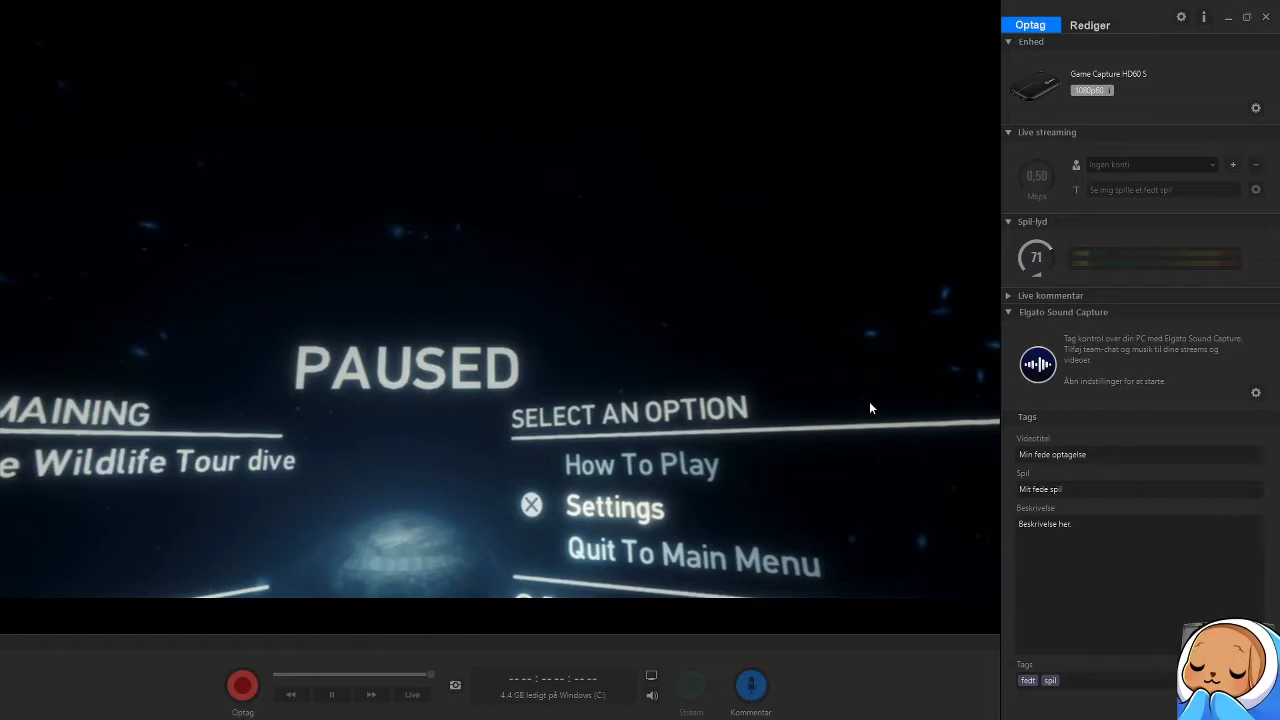 PAUSED
MAINING
e Wildlife Tour dive
SELECT AN OPTION
How To Play
Settings
Quit To Main Menu
Optag
Rediger
Enhed
Game Capture HD60 S
1080p60
Live streaming
0,50
Mbps
Ingen konti
Se mig spille et fedt spil
Spil-lyd
71
Live kommentar
Elgato Sound Capture
Tag kontrol over din PC med Elgato Sound Capture.
Tilføj team-chat og musik til dine streams og
videoer.
Åbn indstillinger for at starte.
Tags
Videotitel
Min fede optagelse
Spil
Mit fede spil
Beskrivelse
Beskrivelse her.
Tags
fedt spil
Optag
Live
-- -- : -- -- : -- --
4.4 GB ledigt på Windows (C:)
Stream
Kommentar